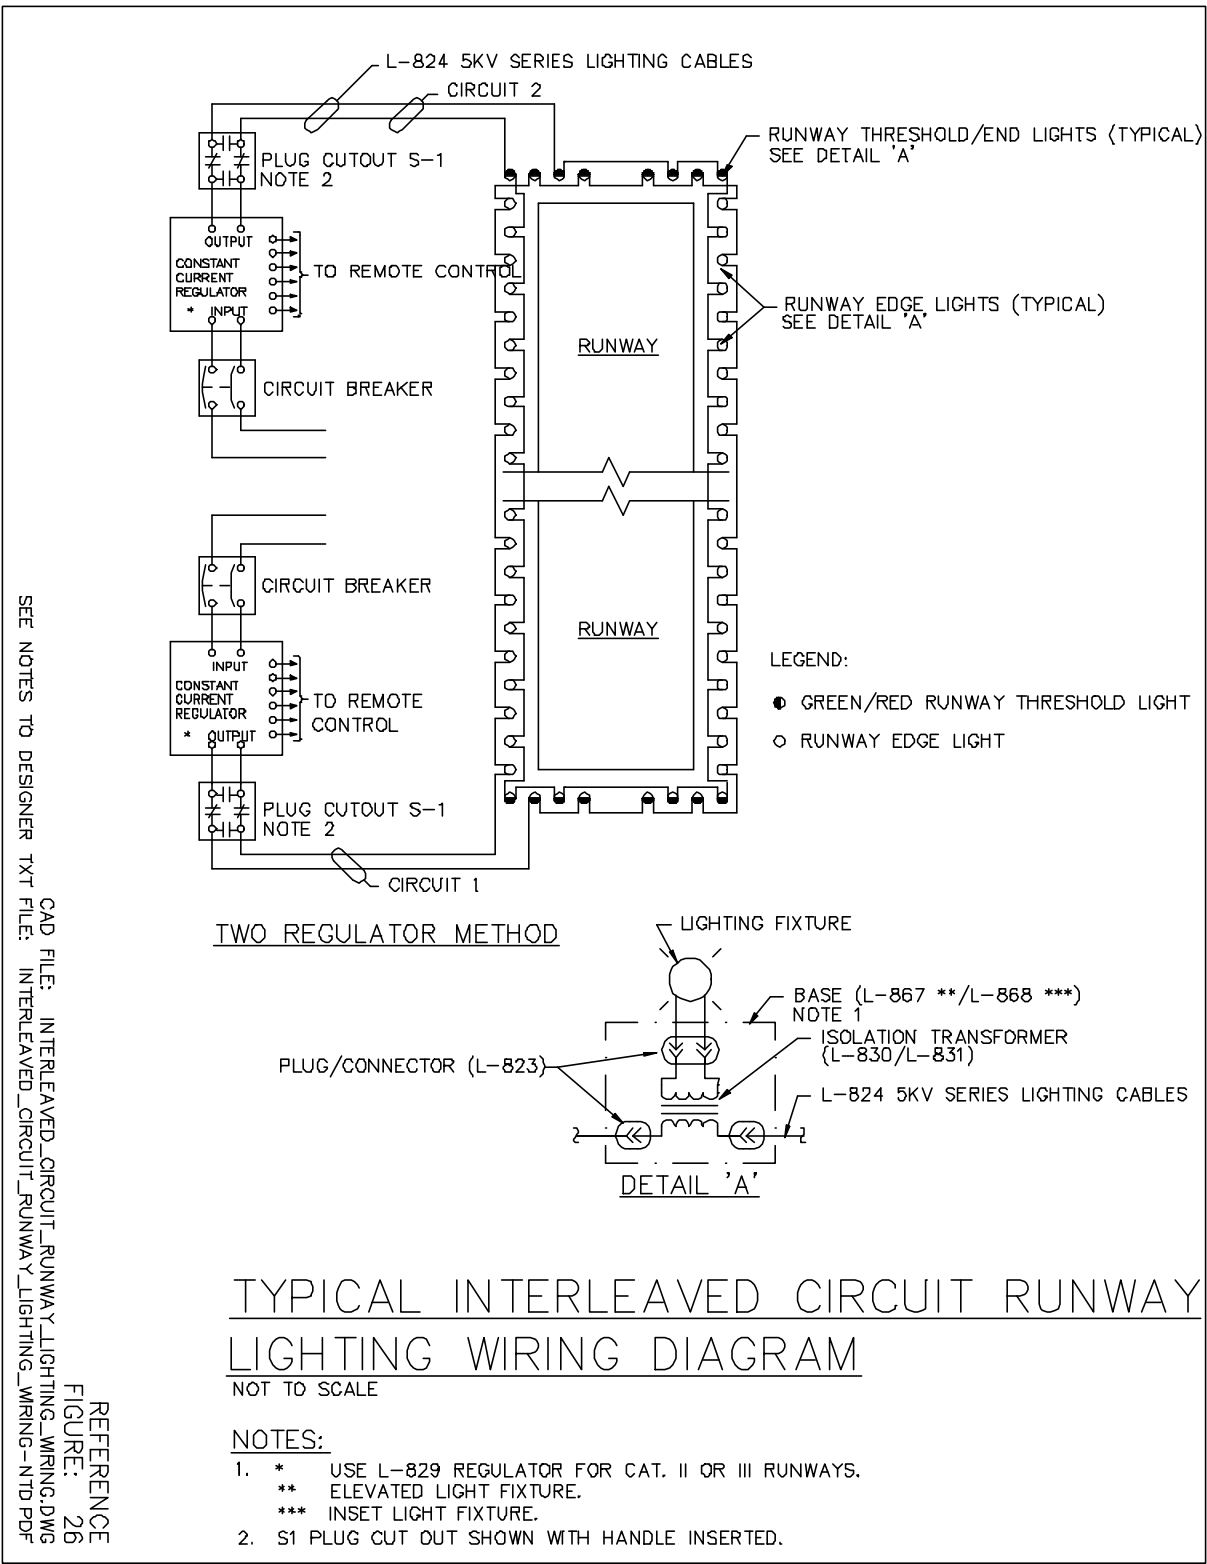 L-824 5KV SERIES LIGHTING CABLES
CIRCUIT 2
RUNWAY THRESHOLD/END LIGHTS (TYPICAL)
SEE DETAIL 'A'
PLUG CUTOUT S-1
NOTE 2
OUTPUT
CONSTANT
CURRENT
REGULATOR
* INPUT
TO REMOTE CONTROL
RUNWAY EDGE LIGHTS (TYPICAL)
SEE DETAIL 'A'
RUNWAY
CIRCUIT BREAKER
CIRCUIT BREAKER
RUNWAY
INPUT
CONSTANT
CURRENT
REGULATOR
* OUTPUT
TO REMOTE
CONTROL
LEGEND:
GREEN/RED RUNWAY THRESHOLD LIGHT
RUNWAY EDGE LIGHT
PLUG CUTOUT S-1
NOTE 2
CIRCUIT 1
TWO REGULATOR METHOD
LIGHTING FIXTURE
BASE (L-867 **/L-868 ***)
NOTE 1
ISOLATION TRANSFORMER
(L-830/L-831)
PLUG/CONNECTOR (L-823)
L-824 5KV SERIES LIGHTING CABLES
DETAIL 'A'
TYPICAL INTERLEAVED CIRCUIT RUNWAY
LIGHTING WIRING DIAGRAM
NOT TO SCALE
NOTES:
1. * USE L-829 REGULATOR FOR CAT. II OR III RUNWAYS.
** ELEVATED LIGHT FIXTURE.
*** INSET LIGHT FIXTURE.
2. S1 PLUG CUT OUT SHOWN WITH HANDLE INSERTED.
REFERENCE
FIGURE: 26
CAD FILE: INTERLEAVED_CIRCUIT_RUNWAY_LIGHTING_WIRING.DWG
SEE NOTES TO DESIGNER TXT FILE: INTERLEAVED_CIRCUIT_RUNWAY_LIGHTING_WIRING-NTD.PDF